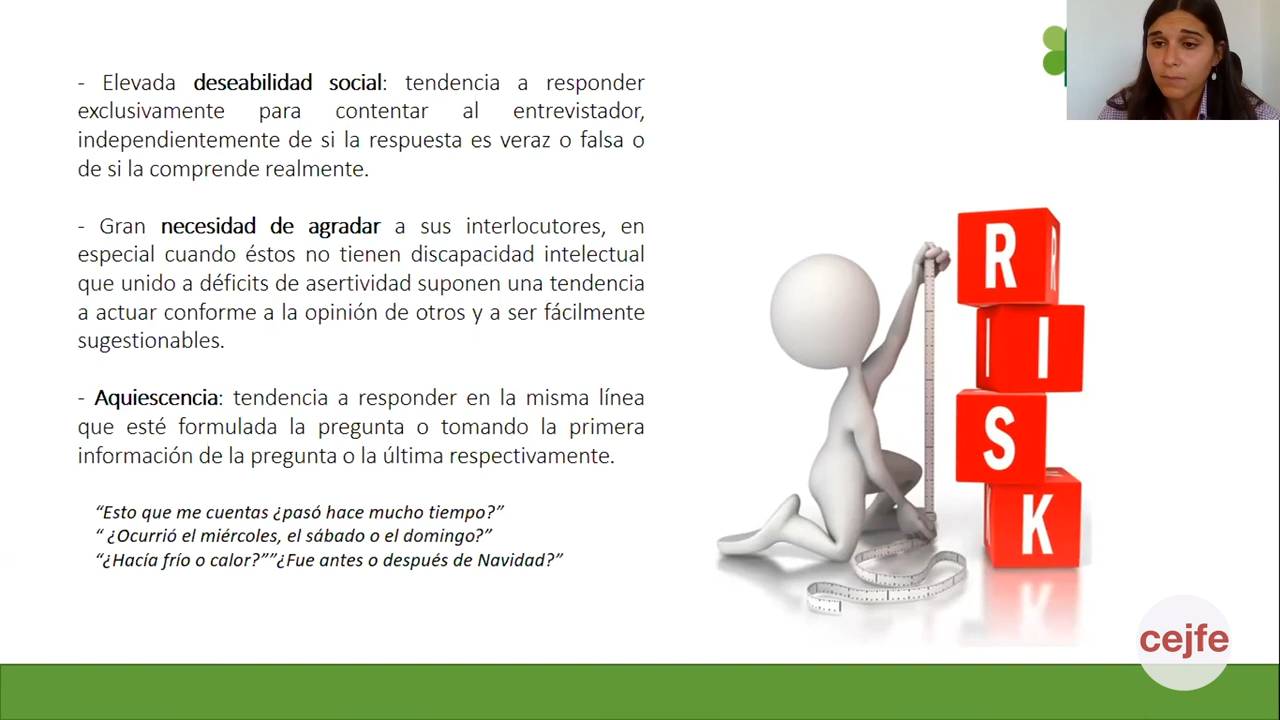 - Elevada deseabilidad social: tendencia a responder
exclusivamente para contentar al entrevistador,
independientemente de si la respuesta es veraz o falsa o
de si la comprende realmente.
- Gran necesidad de agradar a sus interlocutores, en
especial cuando éstos no tienen discapacidad intelectual
que unido a déficits de asertividad suponen una tendencia
a actuar conforme a la opinión de otros y a ser fácilmente
sugestionables.
- Aquiescencia: tendencia a responder en la misma línea
que esté formulada la pregunta o tomando la primera
información de la pregunta o la última respectivamente.
“Esto que me cuentas ¿pasó hace mucho tiempo?”
“ ¿Ocurrió el miércoles, el sábado o el domingo?”
“¿Hacía frío o calor?””¿Fue antes o después de Navidad?”
R R
I I
S
K
cejfe